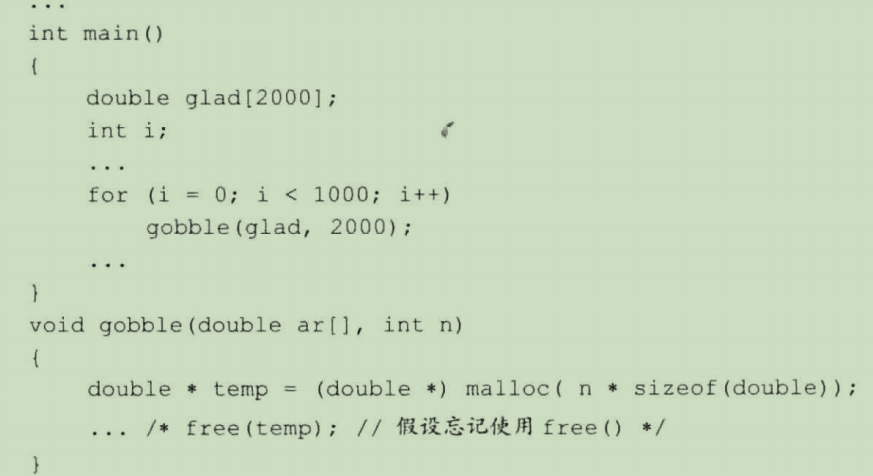 ...
int main()
{
double glad[2000];
int i;
...
for (i = 0; i < 1000; i++)
gobble(glad, 2000);
...
}
void gobble(double ar[], int n)
{
double * temp = (double *) malloc( n * sizeof(double));
... /* free(temp); // 假设忘记使用 free() */
}